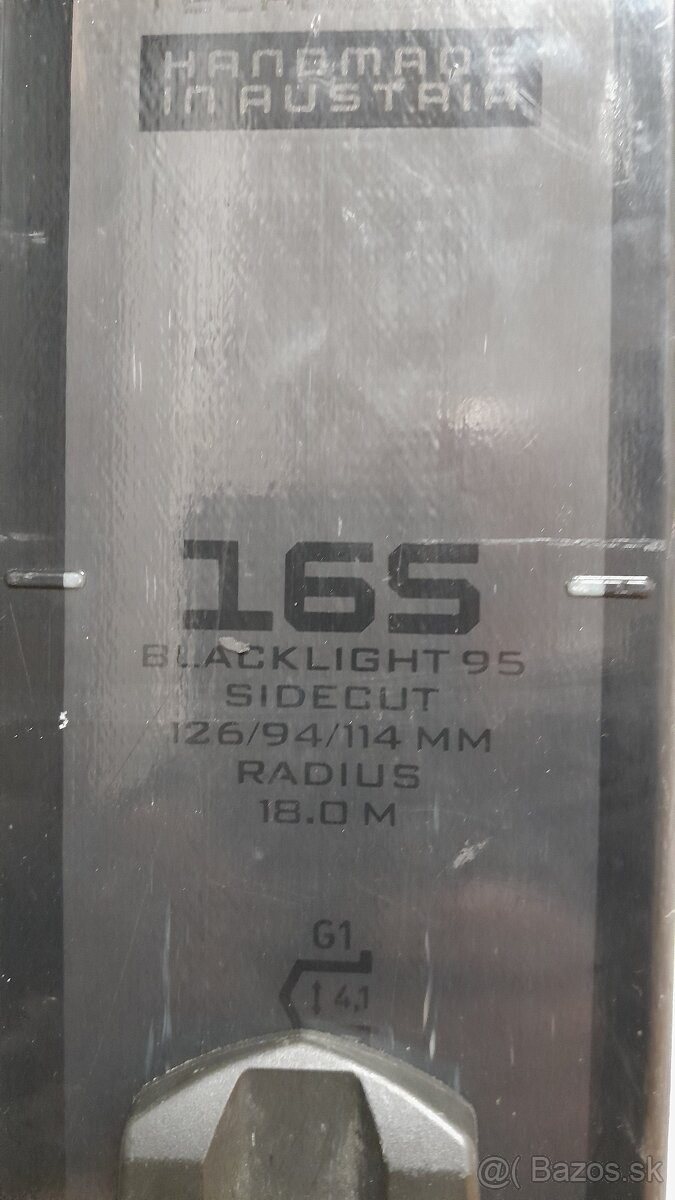 HANDMADE
IN AUSTRIA
165
BLACKLIGHT 95
SIDECUT
126/94/114 MM
RADIUS
18.0 M
G1
4,1
@( Bazos.sk